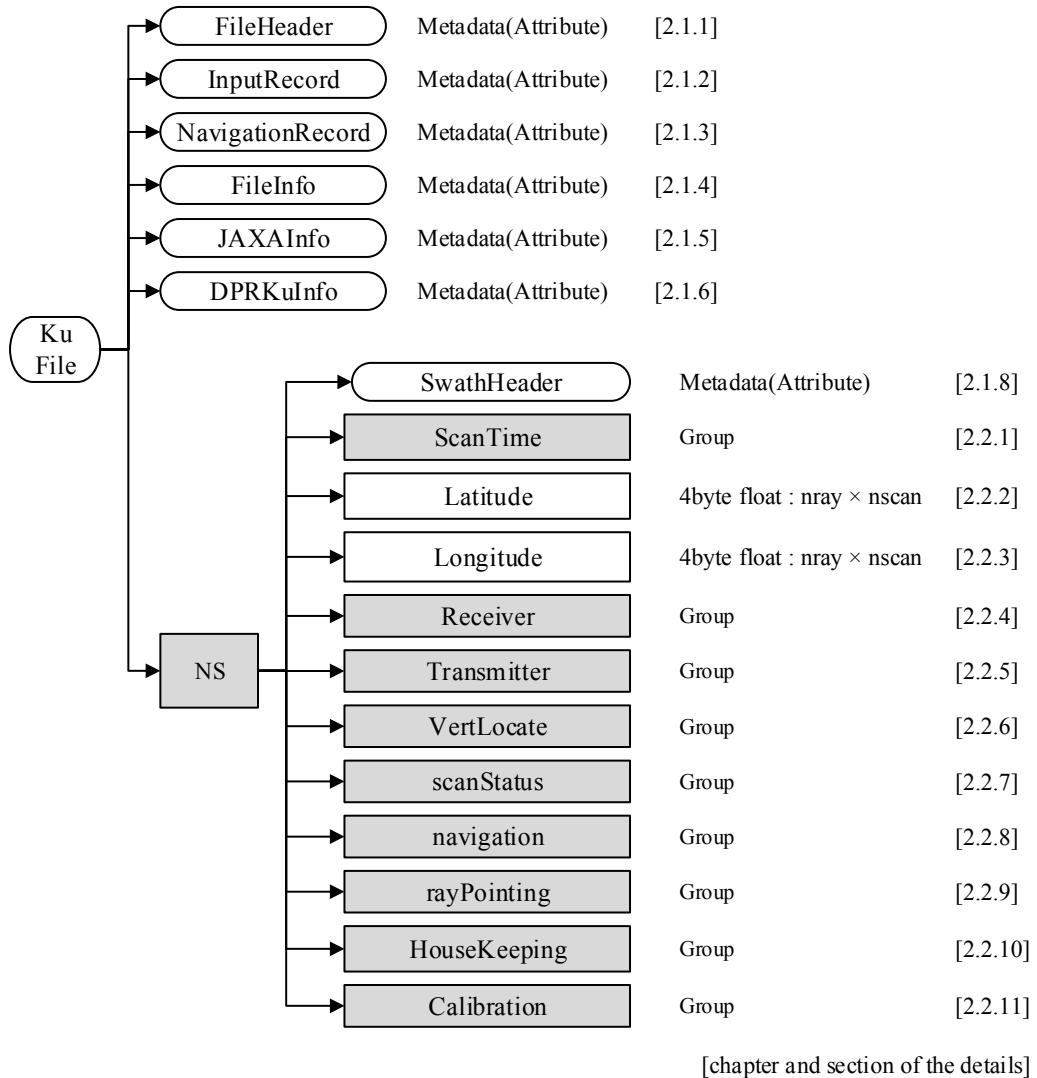 FileHeader Metadata(Attribute) [2.1.1]
InputRecord Metadata(Attribute) [2.1.2]
NavigationRecord Metadata(Attribute) [2.1.3]
FileInfo Metadata(Attribute) [2.1.4]
JAXAInfo Metadata(Attribute) [2.1.5]
DPRKuInfo Metadata(Attribute) [2.1.6]
Ku
File
SwathHeader Metadata(Attribute) [2.1.8]
ScanTime Group [2.2.1]
Latitude 4byte float : nray × nscan [2.2.2]
Longitude 4byte float : nray × nscan [2.2.3]
Receiver Group [2.2.4]
NS
Transmitter Group [2.2.5]
VertLocate Group [2.2.6]
scanStatus Group [2.2.7]
navigation Group [2.2.8]
rayPointing Group [2.2.9]
HouseKeeping Group [2.2.10]
Calibration Group [2.2.11]
[chapter and section of the details]